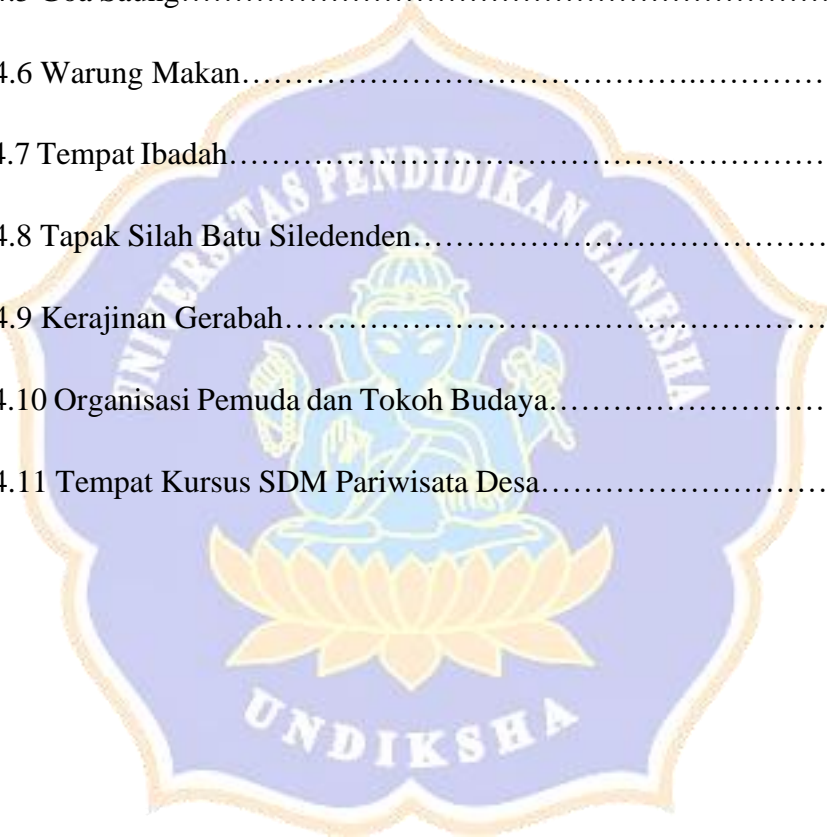 4.6 Warung Makan……………………………………….…………
4.7 Tempat Ibadah…………………………………………………
4.8 Tapak Silah Batu Siledenden…………………………………
4.9 Kerajinan Gerabah……………………………………………
4.10 Organisasi Pemuda dan Tokoh Budaya………………………
4.11 Tempat Kursus SDM Pariwisata Desa………………………
UNIVERSITAS PENDIDIKAN GANESHA
UNDIKSHA